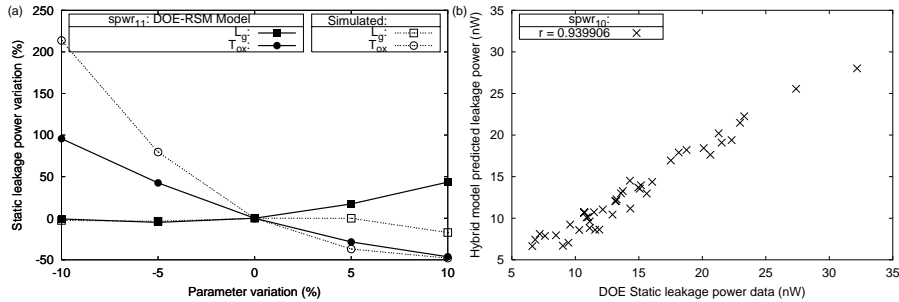 (a)
spwr11: DOE-RSM Model
Lg:
Tox:
Simulated:
Lg:
Tox:
Static leakage power variation (%)
250
200
150
100
50
0
-50
-10
-5
0
5
10
Parameter variation (%)
(b)
spwr10:
r = 0.939906
Hybrid model predicted leakage power (nW)
35
30
25
20
15
10
5
5
10
15
20
25
30
35
DOE Static leakage power data (nW)